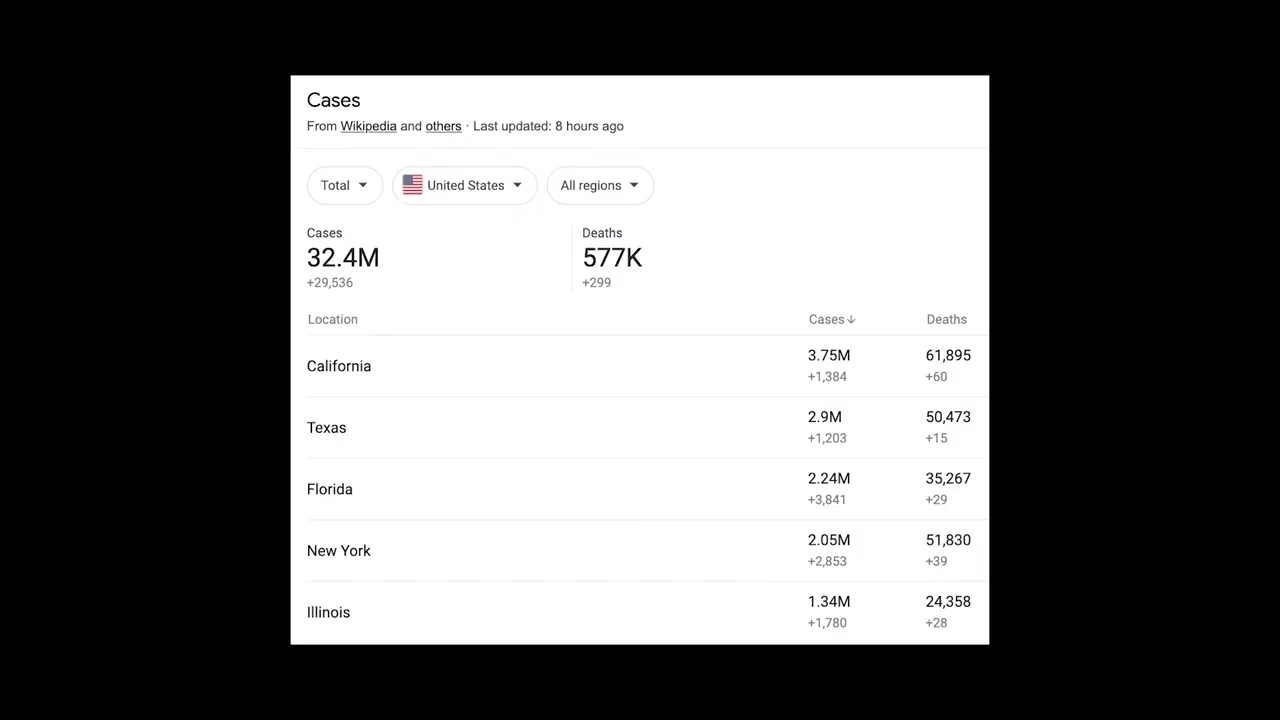 Cases
From Wikipedia and others · Last updated: 8 hours ago
Total United States All regions
Cases Deaths
32.4M 577K
+29,536 +299
Location Cases↓ Deaths
California 3.75M 61,895
+1,384 +60
Texas 2.9M 50,473
+1,203 +15
Florida 2.24M 35,267
+3,841 +29
New York 2.05M 51,830
+2,853 +39
Illinois 1.34M 24,358
+1,780 +28